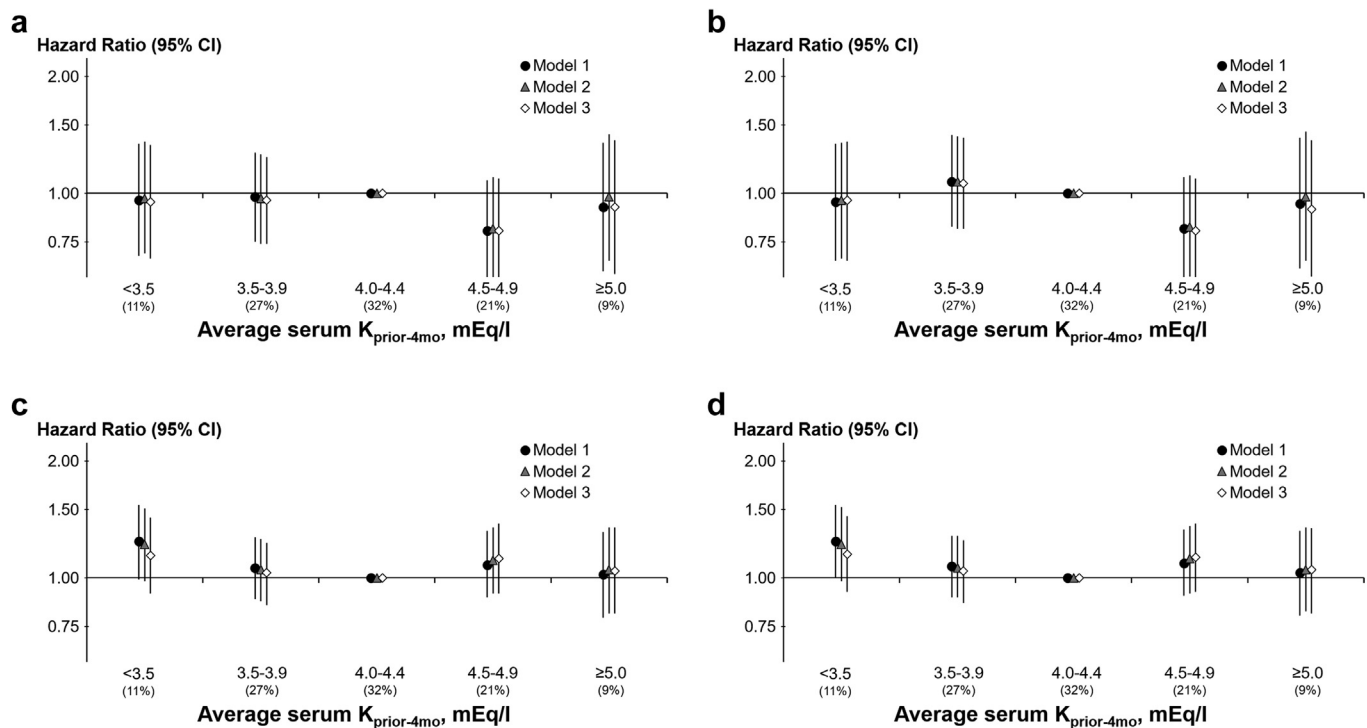 a
Hazard Ratio (95% CI)
2.00
1.50
1.00
0.75
Model 1
Model 2
Model 3
<3.5 3.5-3.9 4.0-4.4 4.5-4.9 ≥5.0
(11%) (27%) (32%) (21%) (9%)
Average serum Kprior-4mo, mEq/l
b
Hazard Ratio (95% CI)
2.00
1.50
1.00
0.75
Model 1
Model 2
Model 3
<3.5 3.5-3.9 4.0-4.4 4.5-4.9 ≥5.0
(11%) (27%) (32%) (21%) (9%)
Average serum Kprior-4mo, mEq/l
c
Hazard Ratio (95% CI)
2.00
1.50
1.00
0.75
Model 1
Model 2
Model 3
<3.5 3.5-3.9 4.0-4.4 4.5-4.9 ≥5.0
(11%) (27%) (32%) (21%) (9%)
Average serum Kprior-4mo, mEq/l
d
Hazard Ratio (95% CI)
2.00
1.50
1.00
0.75
Model 1
Model 2
Model 3
<3.5 3.5-3.9 4.0-4.4 4.5-4.9 ≥5.0
(11%) (27%) (32%) (21%) (9%)
Average serum Kprior-4mo, mEq/l